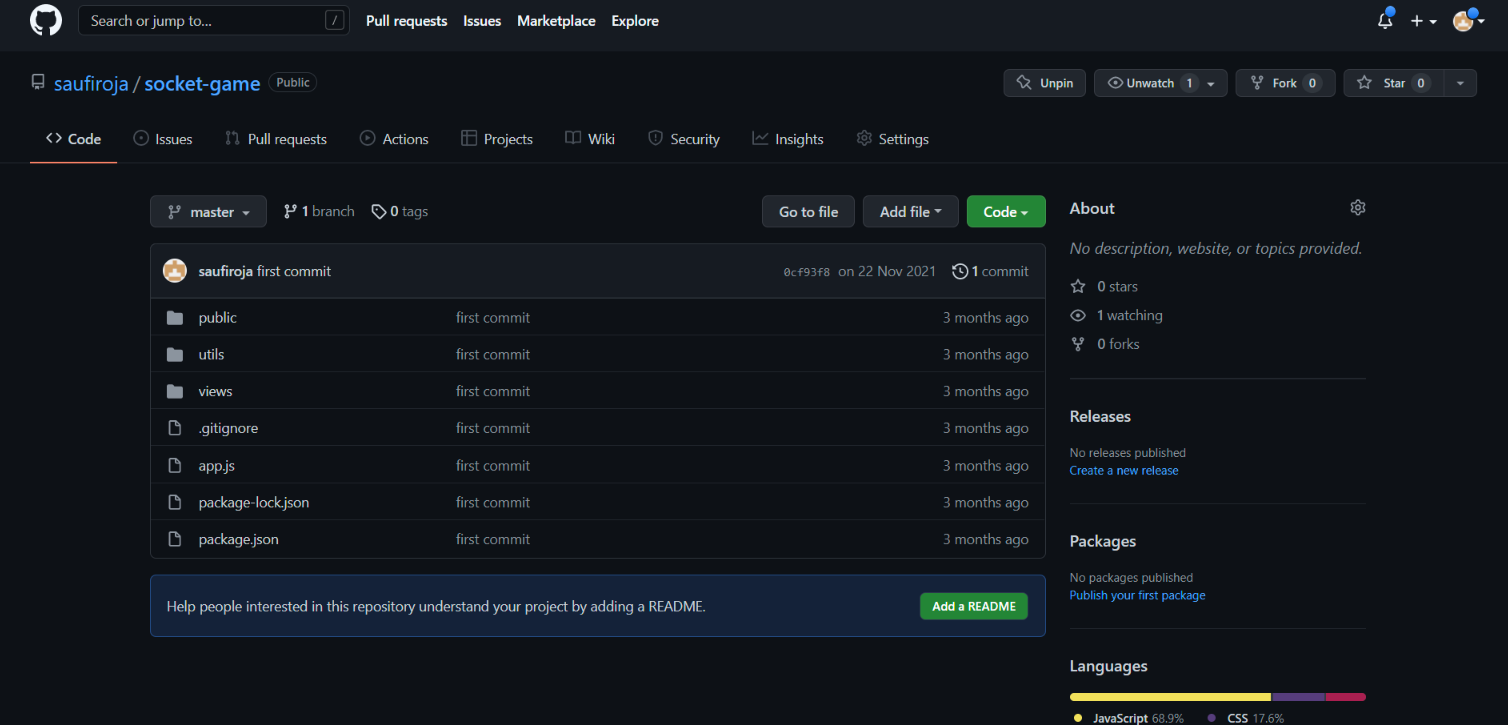 Search or jump to... / Pull requests Issues Marketplace Explore
saufiroja / socket-game Public Unpin Unwatch 1 Fork 0 Star 0
Code Issues Pull requests Actions Projects Wiki Security Insights Settings
master 1 branch 0 tags Go to file Add file Code
saufiroja first commit 0cf93f8 on 22 Nov 2021 1 commit
public first commit 3 months ago
utils first commit 3 months ago
views first commit 3 months ago
.gitignore first commit 3 months ago
app.js first commit 3 months ago
package-lock.json first commit 3 months ago
package.json first commit 3 months ago
Help people interested in this repository understand your project by adding a README. Add a README
About
No description, website, or topics provided.
0 stars
1 watching
0 forks
Releases
No releases published
Create a new release
Packages
No packages published
Publish your first package
Languages
JavaScript 68.9% CSS 17.6%